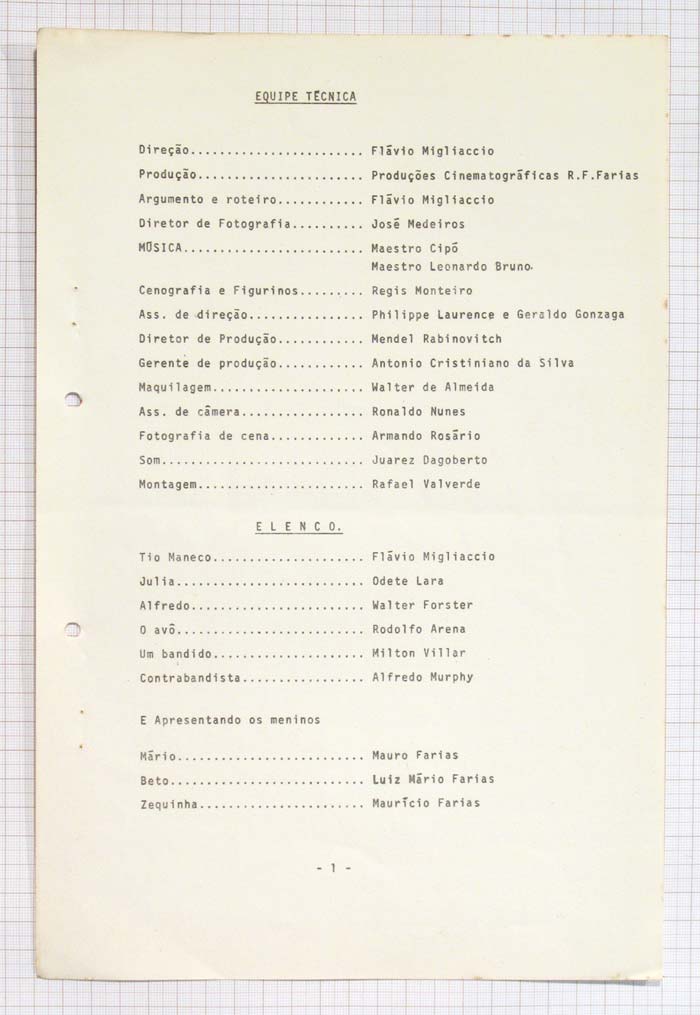 EQUIPE TÉCNICA
Direção........................ Flávio Migliaccio
Produção....................... Produções Cinematográficas R.F.Farias
Argumento e roteiro............ Flávio Migliaccio
Diretor de Fotografia.......... José Medeiros
MÚSICA......................... Maestro Cipó
Maestro Leonardo Bruno.
Cenografia e Figurinos......... Regis Monteiro
Ass. de direção................ Philippe Laurence e Geraldo Gonzaga
Diretor de Produção............ Mendel Rabinovitch
Gerente de produção............ Antonio Cristiniano da Silva
Maquilagem..................... Walter de Almeida
Ass. de câmera................. Ronaldo Nunes
Fotografia de cena............. Armando Rosário
Som............................ Juarez Dagoberto
Montagem....................... Rafael Valverde
E L E N C O.
Tio Maneco..................... Flávio Migliaccio
Julia.......................... Odete Lara
Alfredo........................ Walter Forster
O avô.......................... Rodolfo Arena
Um bandido..................... Milton Villar
Contrabandista................. Alfredo Murphy
E Apresentando os meninos
Mário.......................... Mauro Farias
Beto........................... Luiz Mário Farias
Zequinha....................... Maurício Farias
- 1 -